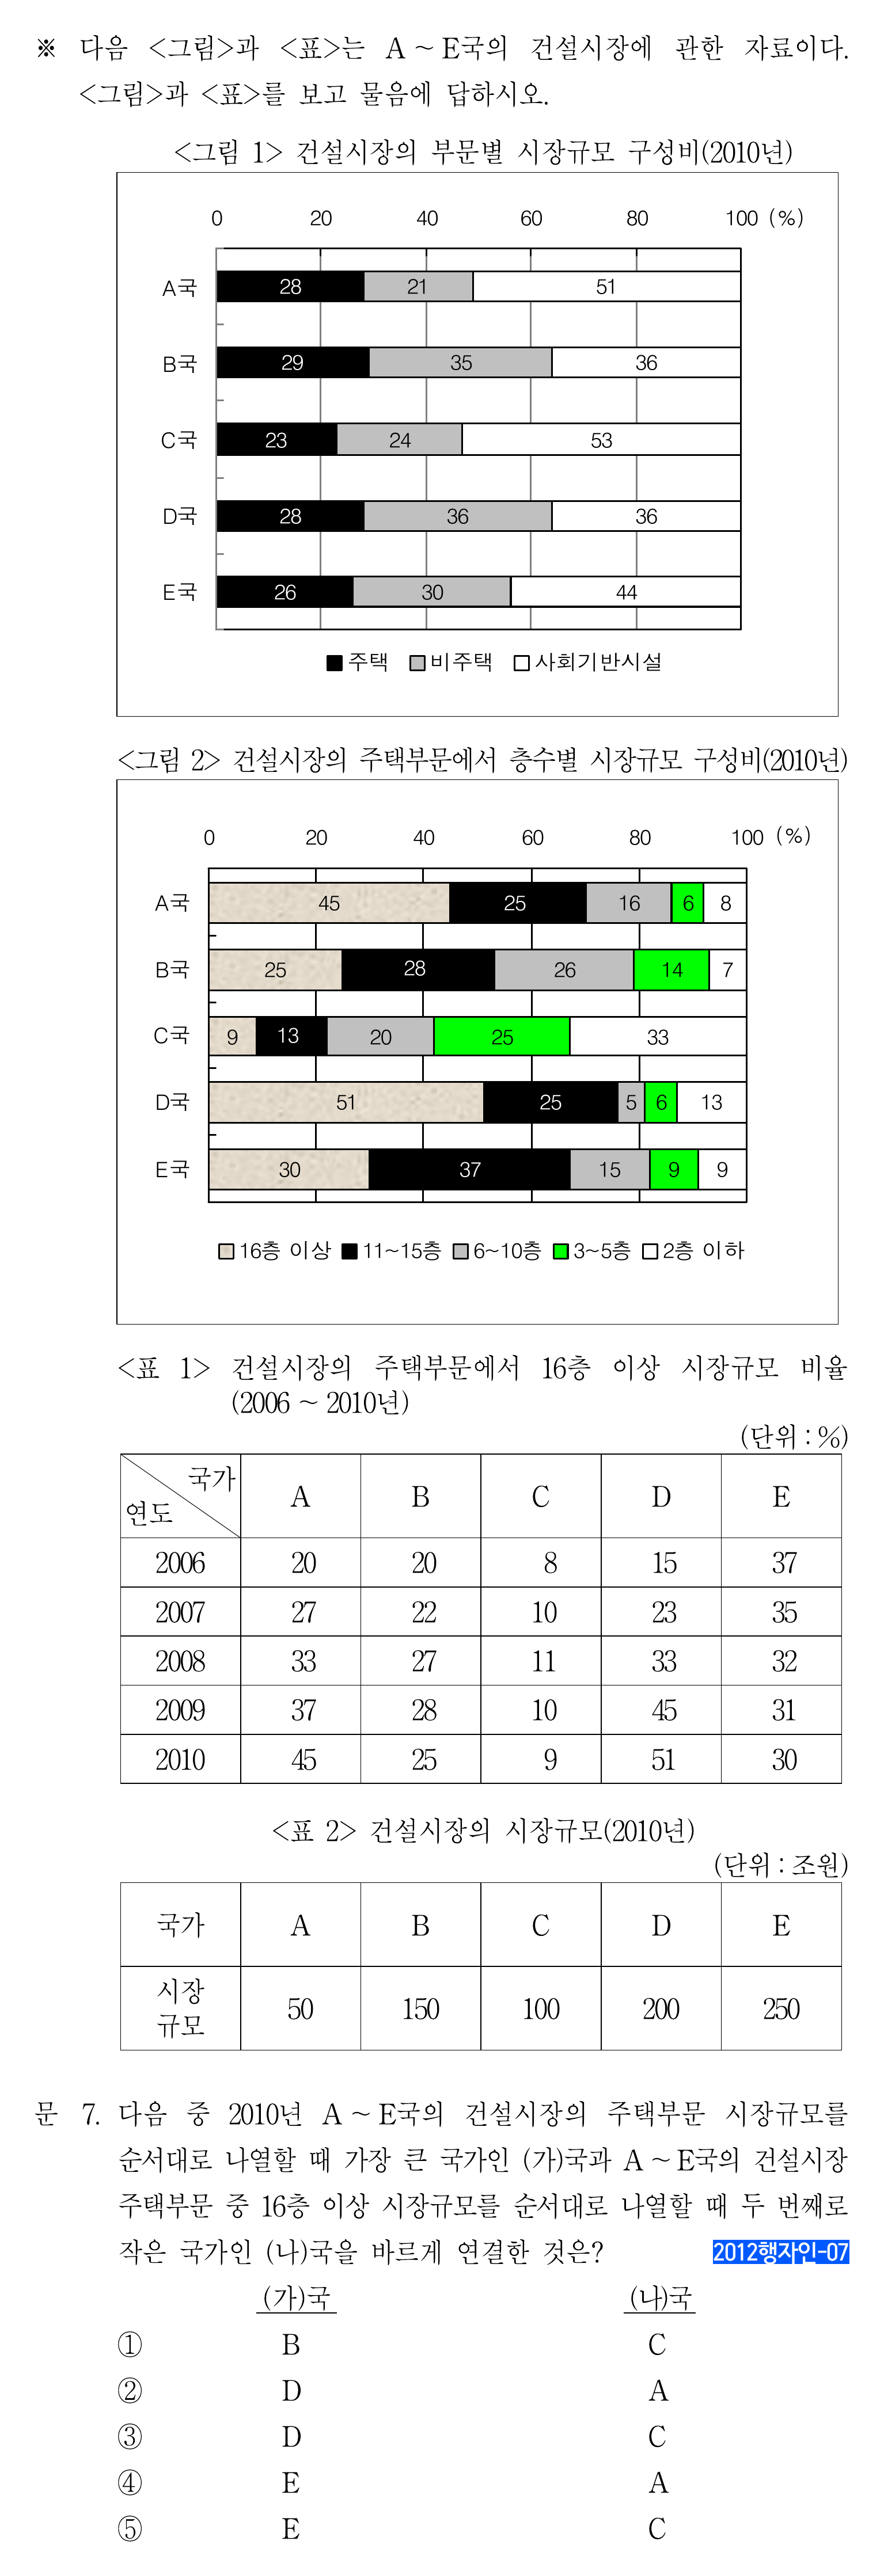 ※ 다음 <그림>과 <표>는 A ~ E국의 건설시장에 관한 자료이다.
<그림>과 <표>를 보고 물음에 답하시오.
<그림 1> 건설시장의 부문별 시장규모 구성비(2010년)
0 20 40 60 80 100 (%)
A국 28 21 51
B국 29 35 36
C국 23 24 53
D국 28 36 36
E국 26 30 44
주택 비주택 사회기반시설
<그림 2> 건설시장의 주택부문에서 층수별 시장규모 구성비(2010년)
0 20 40 60 80 100 (%)
A국 45 25 16 6 8
B국 25 28 26 14 7
C국 9 13 20 25 33
D국 51 25 5 6 13
E국 30 37 15 9 9
16층 이상 11~15층 6~10층 3~5층 2층 이하
<표 1> 건설시장의 주택부문에서 16층 이상 시장규모 비율
(2006 ~ 2010년)
(단위 : %)
국가
연도
A B C D E
2006 20 20 8 15 37
2007 27 22 10 23 35
2008 33 27 11 33 32
2009 37 28 10 45 31
2010 45 25 9 51 30
<표 2> 건설시장의 시장규모(2010년)
(단위 : 조원)
국가 A B C D E
시장
규모
50 150 100 200 250
문 7. 다음 중 2010년 A ~ E국의 건설시장의 주택부문 시장규모를
순서대로 나열할 때 가장 큰 국가인 (가)국과 A ~ E국의 건설시장
주택부문 중 16층 이상 시장규모를 순서대로 나열할 때 두 번째로
작은 국가인 (나)국을 바르게 연결한 것은? 2012행자인-07
(가)국 (나)국
① B C
② D A
③ D C
④ E A
⑤ E C